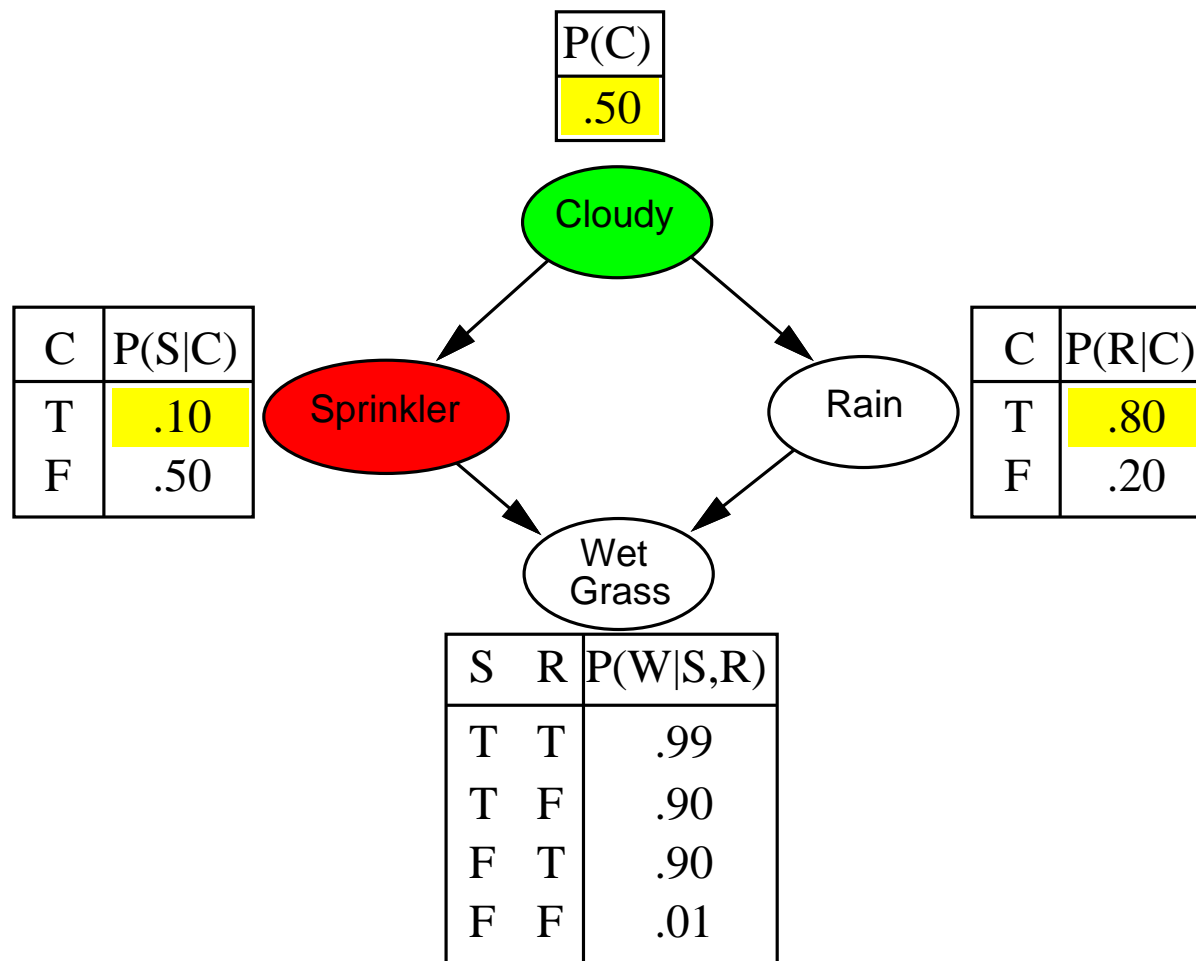 P(C)
.50
Cloudy
C P(S|C)
T .10
F .50
Sprinkler
Rain
C P(R|C)
T .80
F .20
Wet
Grass
S R P(W|S,R)
T T .99
T F .90
F T .90
F F .01